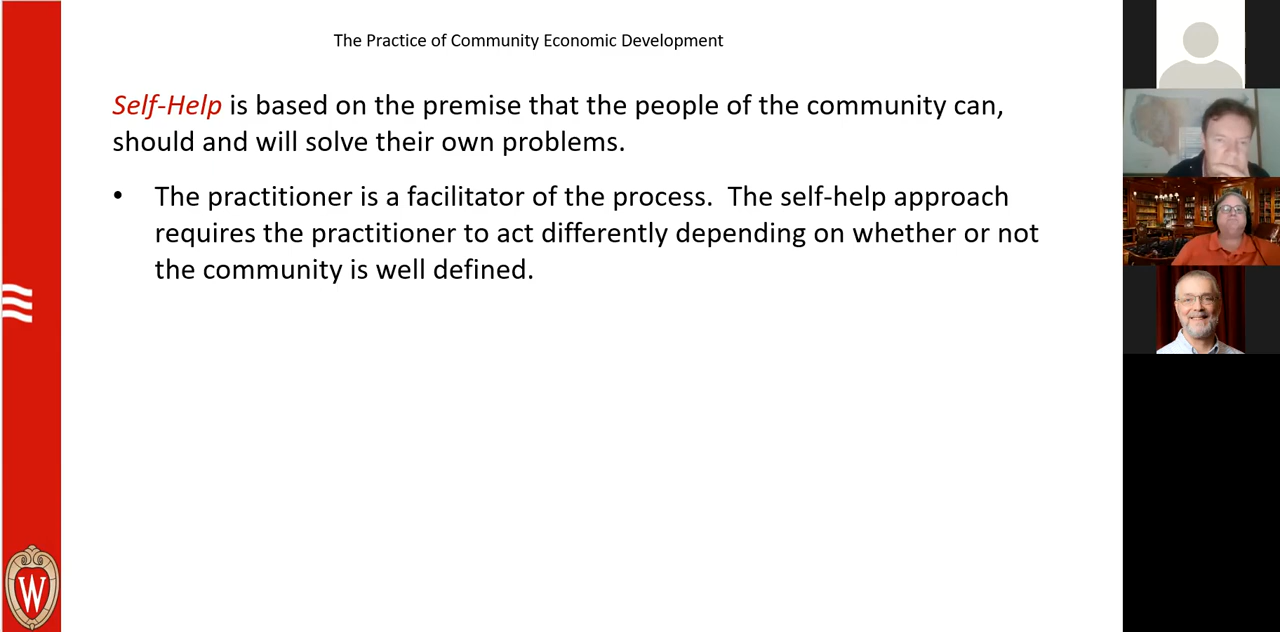 The Practice of Community Economic Development
Self-Help is based on the premise that the people of the community can,
should and will solve their own problems.
• The practitioner is a facilitator of the process.  The self-help approach
requires the practitioner to act differently depending on whether or not
the community is well defined.
W